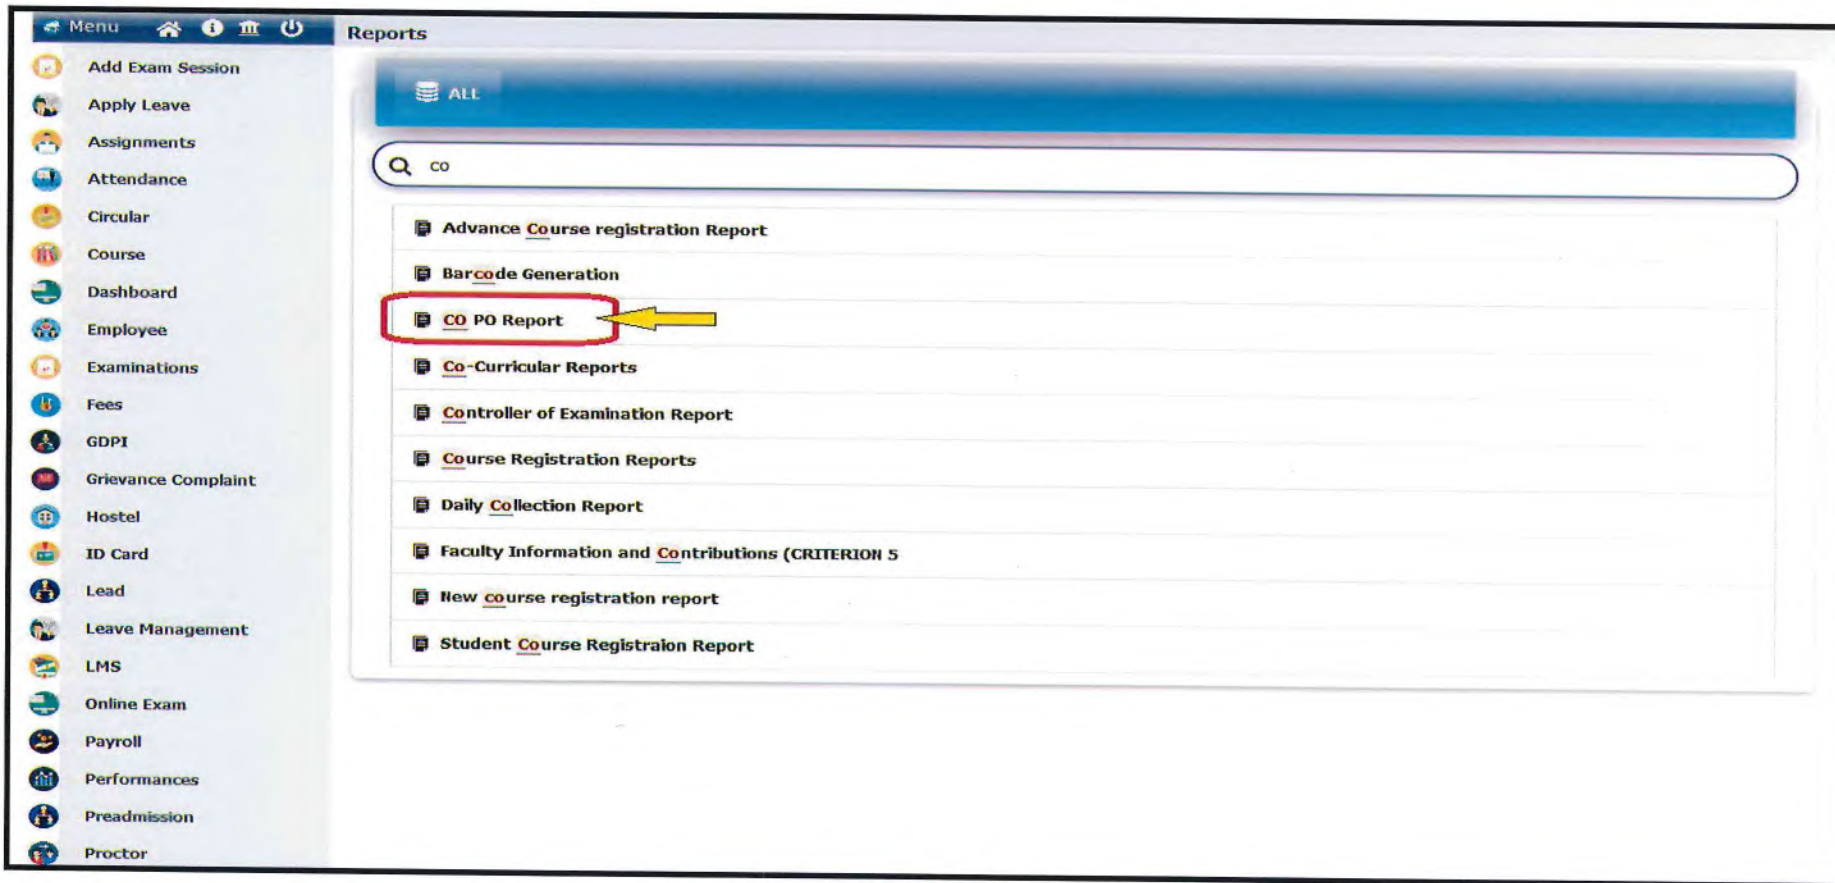 Menu
Add Exam Session
Apply Leave
Assignments
Attendance
Circular
Course
Dashboard
Employee
Examinations
Fees
GDPI
Grievance Complaint
Hostel
ID Card
Lead
Leave Management
LMS
Online Exam
Payroll
Performances
Preadmission
Proctor
Reports
ALL
co
Advance Course registration Report
Barcode Generation
CO PO Report
Co-Curricular Reports
Controller of Examination Report
Course Registration Reports
Daily Collection Report
Faculty Information and Contributions (CRITERION 5
New course registration report
Student Course Registraion Report